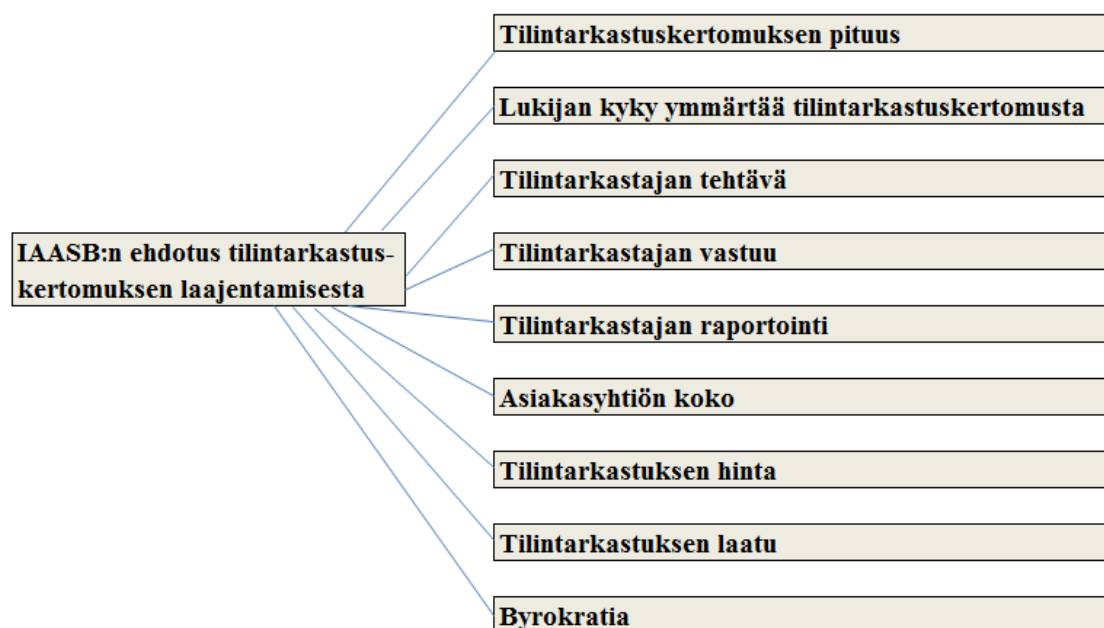 Tilintarkastuskertomuksen pituus
Lukijan kyky ymmärtää tilintarkastuskertomusta
Tilintarkastajan tehtävä
IAASB:n ehdotus tilintarkastus-
kertomuksen laajentamisesta
Tilintarkastajan vastuu
Tilintarkastajan raportointi
Asiakasyhtiön koko
Tilintarkastuksen hinta
Tilintarkastuksen laatu
Byrokratia